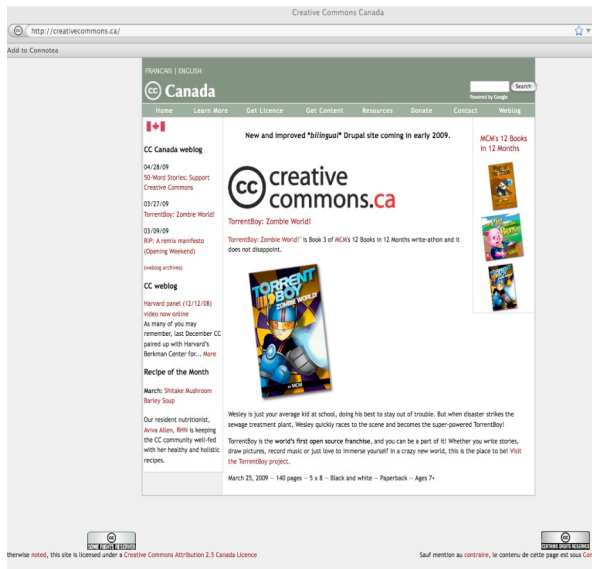 Creative Commons Canada
http://creativecommons.ca/
Add to Connotea
FRANCAIS | ENGLISH
cc Canada
Search
Powered by Google
Home Learn More Get Licence Get Content Resources Donate Contact Weblog
CC Canada weblog
04/28/09
50-Word Stories: Support
Creative Commons
03/27/09
TorrentBoy: Zombie World!
03/09/09
RIP: A remix manifesto
(Opening Weekend)
(weblog archives)
CC weblog
Harvard panel (12/12/08)
video now online
As many of you may
remember, last December CC
paired up with Harvard's
Berkman Center for... More
Recipe of the Month
March: Shitake Mushroom
Barley Soup
Our resident nutritionist,
Aviva Allen, RHN is keeping
the CC community well-fed
with her healthy and holistic
recipes.
New and improved *bilingual* Drupal site coming in early 2009.
cc creative
commons.ca
TorrentBoy: Zombie World!
TorrentBoy: Zombie World!" is Book 3 of MCM's 12 Books in 12 Months write-athon and it
does not disappoint.
TORRENT
BOY
ZOMBIE WORLD!
BY MCM
Wesley is just your average kid at school, doing his best to stay out of trouble. But when disaster strikes the
sewage treatment plant, Wesley quickly races to the scene and becomes the super-powered TorrentBoy!
TorrentBoy is the world's first open source franchise, and you can be a part of it! Whether you write stories,
draw pictures, record music or just love to immerse yourself in a crazy new world, this is the place to be! Visit
the TorrentBoy project.
March 25, 2009 — 140 pages — 5 x 8 — Black and white — Paperback — Ages 7+
MCM's 12 Books
in 12 Months
TORRENT
BOY
cc
SOME RIGHTS RESERVED
therwise noted, this site is licensed under a Creative Commons Attribution 2.5 Canada Licence
cc
CERTAINS DROITS RESERVES
Sauf mention au contraire, le contenu de cette page est sous Cor